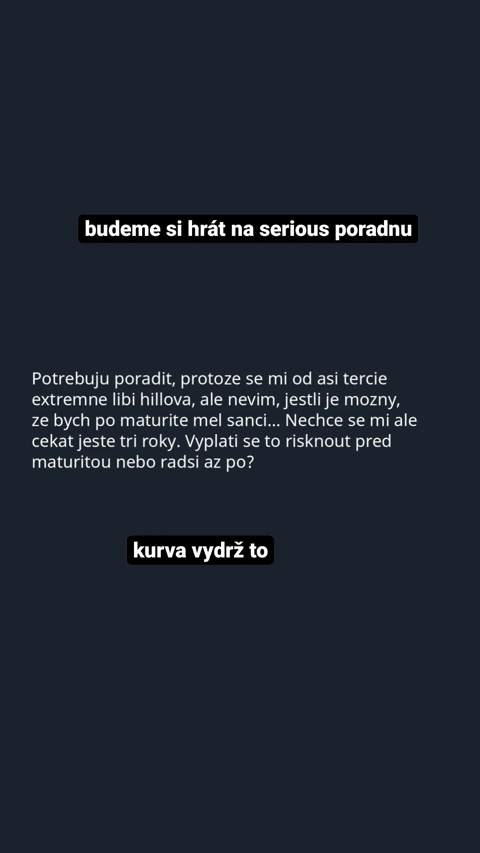 budeme si hrát na serious poradnu
Potrebuju poradit, protoze se mi od asi tercie
extremne libi hillova, ale nevim, jestli je mozny,
ze bych po maturite mel sanci... Nechce se mi ale
cekat jeste tri roky. Vyplati se to risknout pred
maturitou nebo radsi az po?
kurva vydrž to